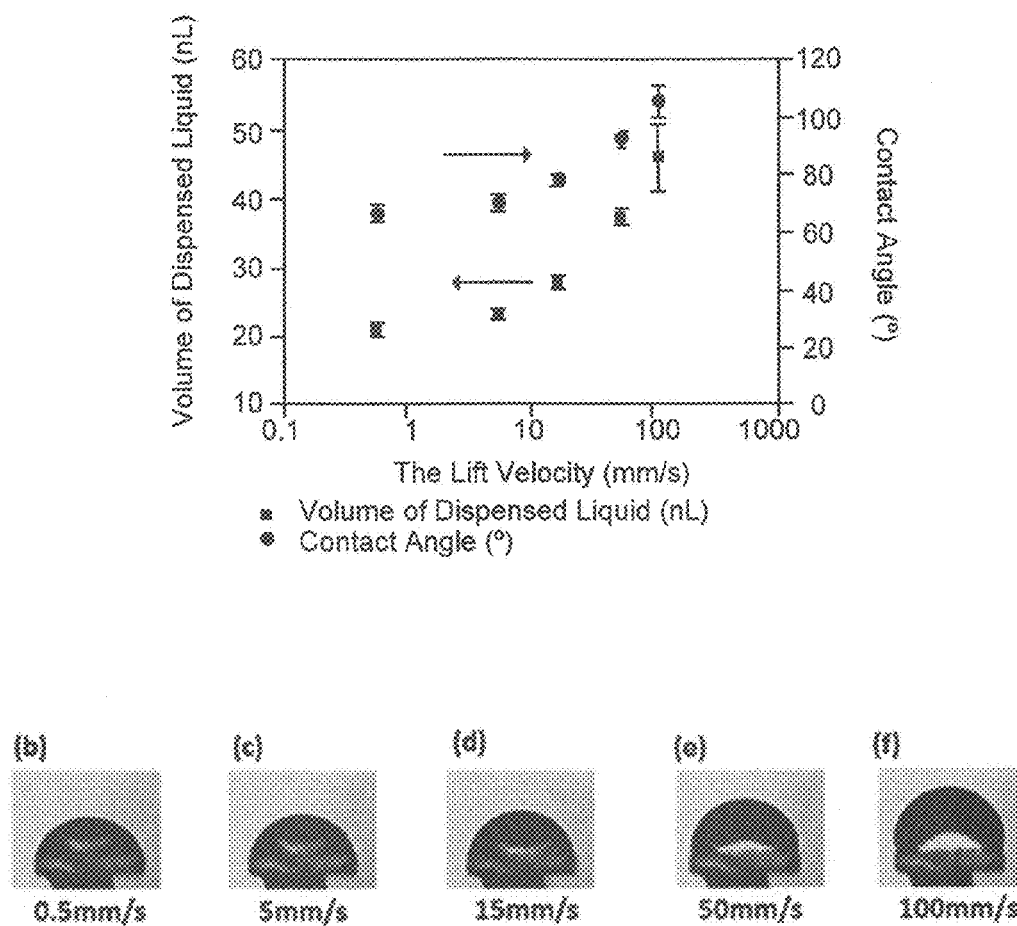 Volume of Dispensed Liquid (nL)
60
50
40
30
20
10
120
100
80
60
40
20
0
Contact Angle (º)
0.1 1 10 100 1000
The Lift Velocity (mm/s)
Volume of Dispensed Liquid (nL)
Contact Angle (º)
(b) (c) (d) (e) (f)
0.5mm/s 5mm/s 15mm/s 50mm/s 100mm/s